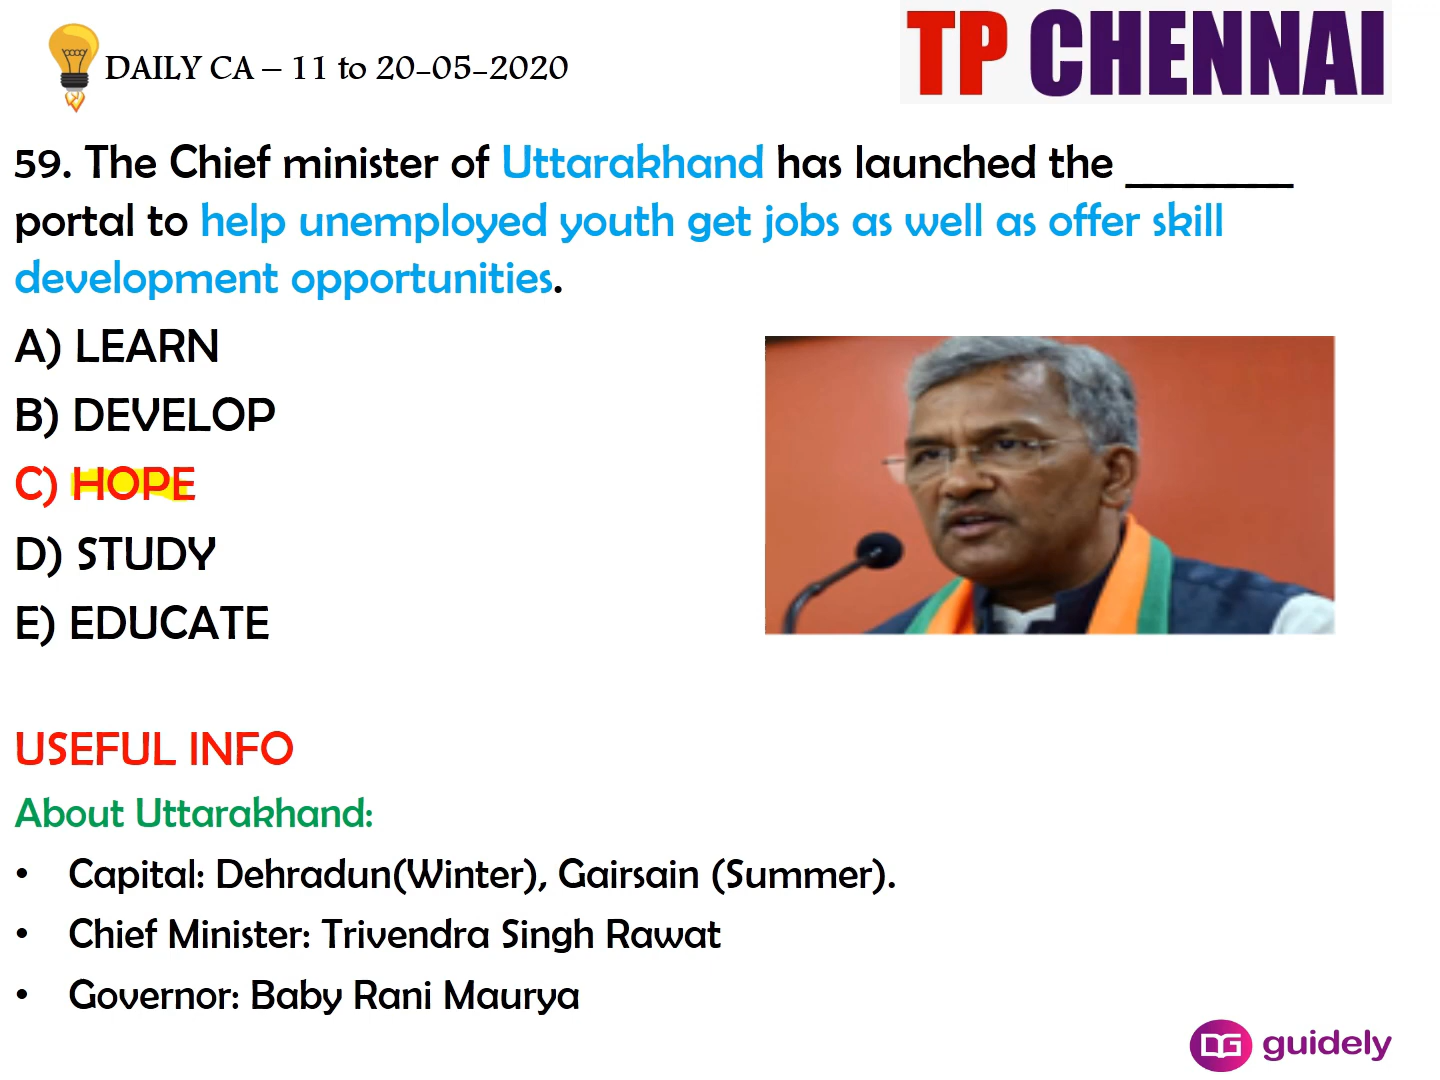 DAILY CA – 11 to 20-05-2020
TP CHENNAI
59. The Chief minister of Uttarakhand has launched the ________
portal to help unemployed youth get jobs as well as offer skill
development opportunities.
A) LEARN
B) DEVELOP
C) HOPE
D) STUDY
E) EDUCATE
USEFUL INFO
About Uttarakhand:
• Capital: Dehradun(Winter), Gairsain (Summer).
• Chief Minister: Trivendra Singh Rawat
• Governor: Baby Rani Maurya
DG guidely